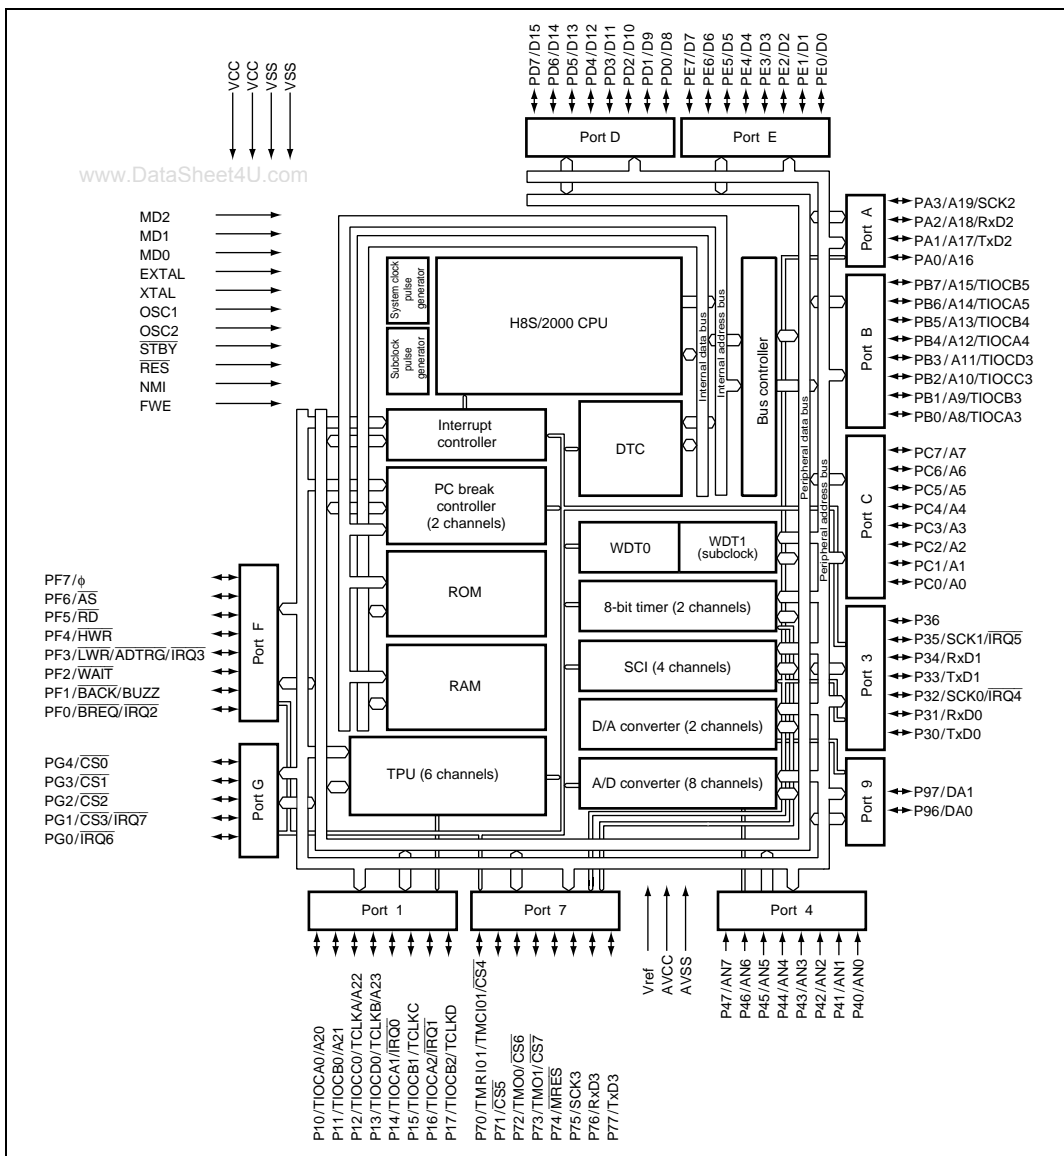 VCC
VCC
VSS
VSS
PD7/D15
PD6/D14
PD5/D13
PD4/D12
PD3/D11
PD2/D10
PD1/D9
PD0/D8
PE7/D7
PE6/D6
PE5/D5
PE4/D4
PE3/D3
PE2/D2
PE1/D1
PE0/D0
Port D
Port E
www.DataSheet4U.com
MD2
MD1
MD0
EXTAL
XTAL
OSC1
OSC2
STBY
RES
NMI
FWE
System clock
pulse
generator
Subclock
pulse
generator
H8S/2000 CPU
Interrupt
controller
PC break
controller
(2 channels)
ROM
RAM
TPU (6 channels)
DTC
Internal data bus
Internal address bus
Bus controller
Peripheral data bus
Peripheral address bus
WDT0
WDT1
(subclock)
8-bit timer (2 channels)
SCI (4 channels)
D/A converter (2 channels)
A/D converter (8 channels)
Port A
PA3/A19/SCK2
PA2/A18/RxD2
PA1/A17/TxD2
PA0/A16
Port B
PB7/A15/TIOCB5
PB6/A14/TIOCA5
PB5/A13/TIOCB4
PB4/A12/TIOCA4
PB3/A11/TIOCD3
PB2/A10/TIOCC3
PB1/A9/TIOCB3
PB0/A8/TIOCA3
Port C
PC7/A7
PC6/A6
PC5/A5
PC4/A4
PC3/A3
PC2/A2
PC1/A1
PC0/A0
Port 3
P36
P35/SCK1/IRQ5
P34/RxD1
P33/TxD1
P32/SCK0/IRQ4
P31/RxD0
P30/TxD0
Port 9
P97/DA1
P96/DA0
PF7/ϕ
PF6/AS
PF5/RD
PF4/HWR
PF3/LWR/ADTRG/IRQ3
PF2/WAIT
PF1/BACK/BUZZ
PF0/BREQ/IRQ2
Port F
PG4/CS0
PG3/CS1
PG2/CS2
PG1/CS3/IRQ7
PG0/IRQ6
Port G
Port 1
Port 7
Port 4
P10/TIOCA0/A20
P11/TIOCB0/A21
P12/TIOCC0/TCLKA/A22
P13/TIOCD0/TCLKB/A23
P14/TIOCA1/IRQ0
P15/TIOCB1/TCLKC
P16/TIOCA2/IRQ1
P17/TIOCB2/TCLKD
P70/TMRI01/TMCI01/CS4
P71/CS5
P72/TMO0/CS6
P73/TMO1/CS7
P74/MRES
P75/SCK3
P76/RxD3
P77/TxD3
Vref
AVCC
AVSS
P47/AN7
P46/AN6
P45/AN5
P44/AN4
P43/AN3
P42/AN2
P41/AN1
P40/AN0